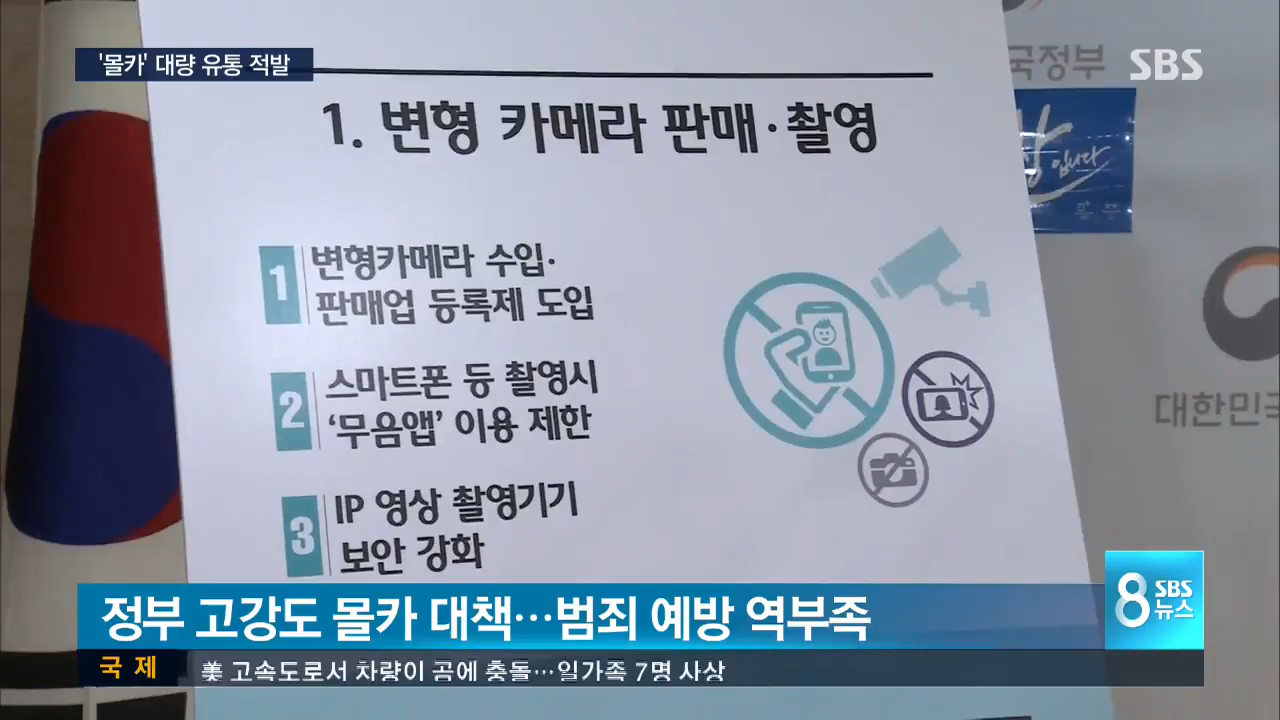 '몰카' 대량 유통 적발
SBS
국정부
입니다
1. 변형 카메라 판매·촬영
1 변형카메라 수입·
판매업 등록제 도입
2 스마트폰 등 촬영시
‘무음앱’ 이용 제한
3 IP 영상 촬영기기
보안 강화
대한민국
정부 고강도 몰카 대책…범죄 예방 역부족
8 SBS
뉴스
국제
美 고속도로서 차량이 곰에 충돌…일가족 7명 사상